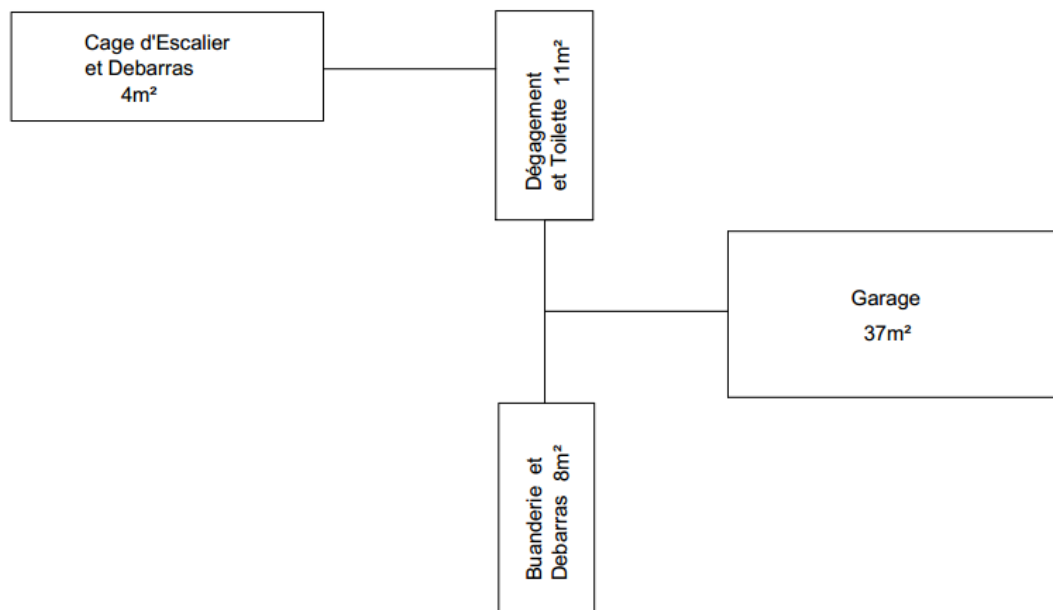 Cage d'Escalier
et Debarras
4m²
Dégagement
et Toilette 11m²
Garage
37m²
Buanderie et
Debarras 8m²